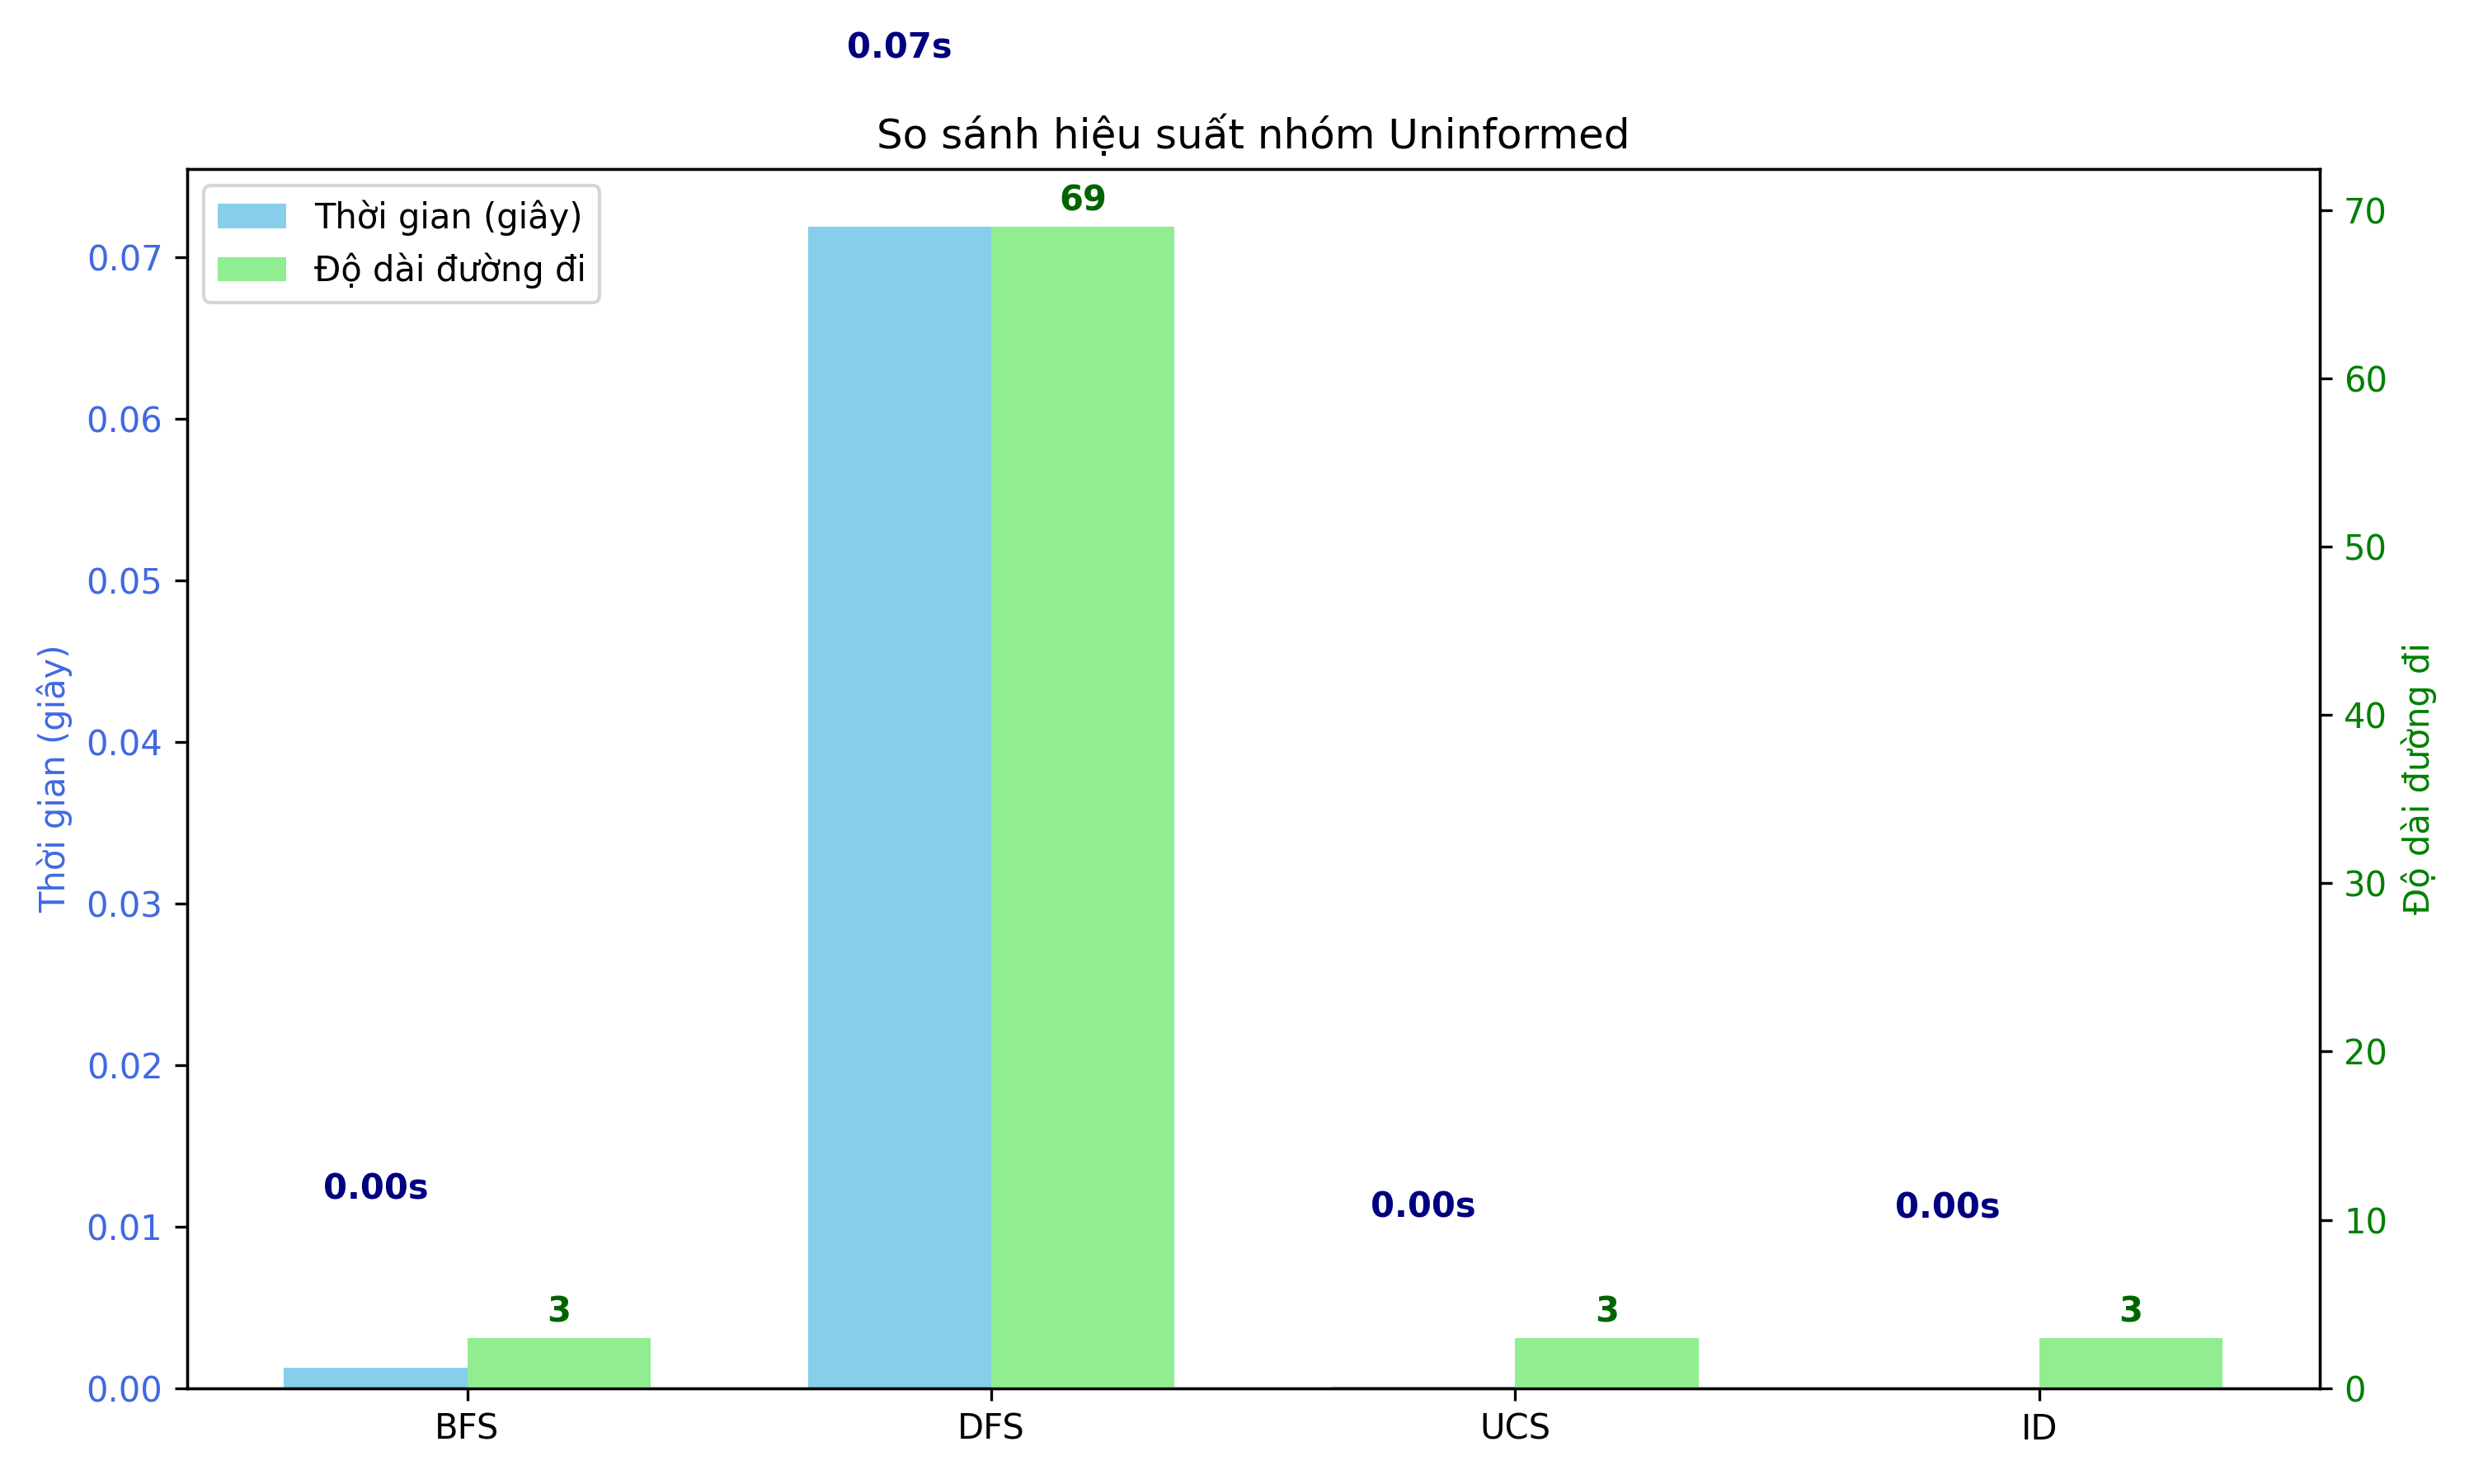 0.07s
So sánh hiệu suất nhóm Uninformed
Thời gian (giây)
Độ dài đường đi
69
0.07
0.06
0.05
0.04
0.03
0.02
0.01
0.00
Thời gian (giây)
70
60
50
40
30
20
10
0
Độ dài đường đi
0.00s
3
0.00s
3
0.00s
3
BFS
DFS
UCS
ID